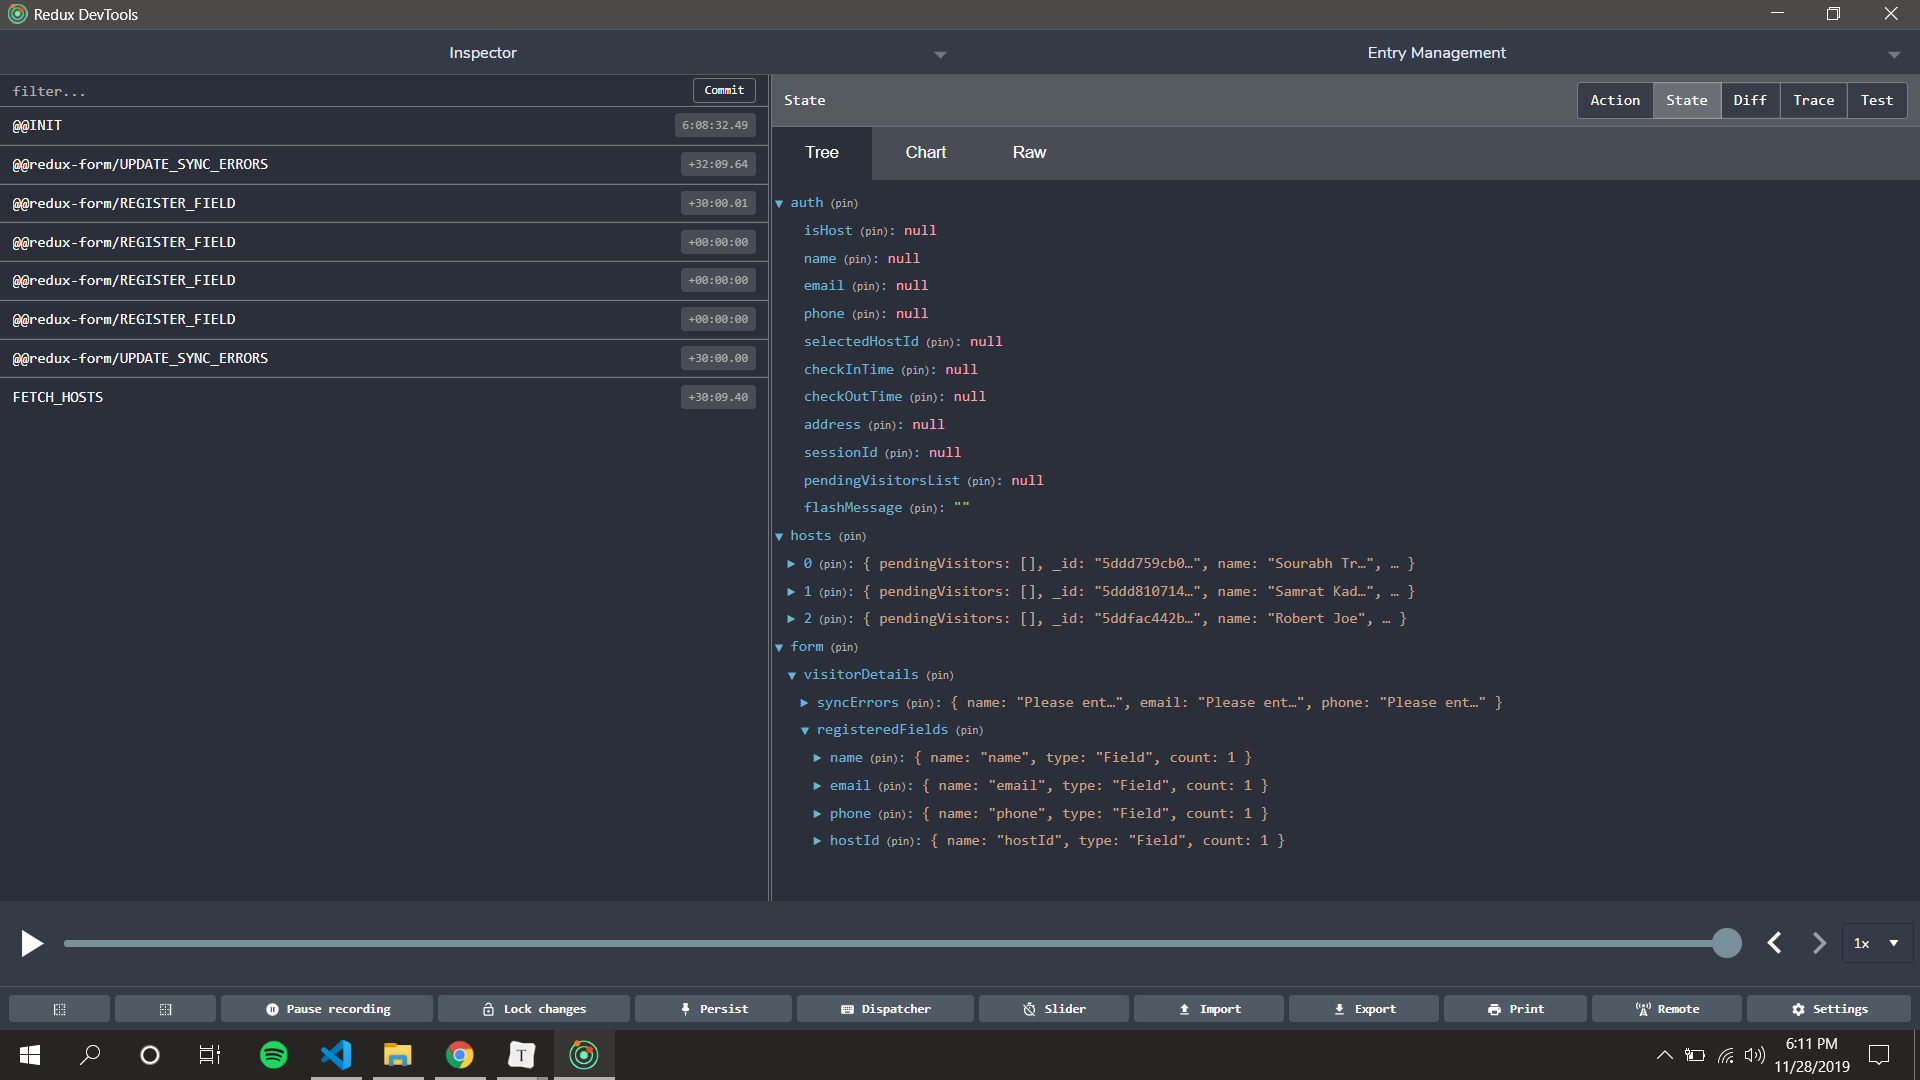 Redux DevTools
Inspector
Entry Management
filter...
Commit
@@INIT
6:08:32.49
@@redux-form/UPDATE_SYNC_ERRORS
+32:09.64
@@redux-form/REGISTER_FIELD
+30:00.01
@@redux-form/REGISTER_FIELD
+00:00:00
@@redux-form/REGISTER_FIELD
+00:00:00
@@redux-form/REGISTER_FIELD
+00:00:00
@@redux-form/UPDATE_SYNC_ERRORS
+30:00.00
FETCH_HOSTS
+30:09.40
State
Action State Diff Trace Test
Tree Chart Raw
▼ auth (pin)
isHost (pin): null
name (pin): null
email (pin): null
phone (pin): null
selectedHostId (pin): null
checkInTime (pin): null
checkOutTime (pin): null
address (pin): null
sessionId (pin): null
pendingVisitorsList (pin): null
flashMessage (pin): ""
▼ hosts (pin)
▶ 0 (pin): { pendingVisitors: [], _id: "5ddd759cb0…", name: "Sourabh Tr…", … }
▶ 1 (pin): { pendingVisitors: [], _id: "5ddd810714…", name: "Samrat Kad…", … }
▶ 2 (pin): { pendingVisitors: [], _id: "5ddfac442b…", name: "Robert Joe", … }
▼ form (pin)
▼ visitorDetails (pin)
▶ syncErrors (pin): { name: "Please ent…", email: "Please ent…", phone: "Please ent…" }
▼ registeredFields (pin)
▶ name (pin): { name: "name", type: "Field", count: 1 }
▶ email (pin): { name: "email", type: "Field", count: 1 }
▶ phone (pin): { name: "phone", type: "Field", count: 1 }
▶ hostId (pin): { name: "hostId", type: "Field", count: 1 }
1x
Pause recording Lock changes Persist Dispatcher Slider Import Export Print Remote Settings
T
6:11 PM
11/28/2019